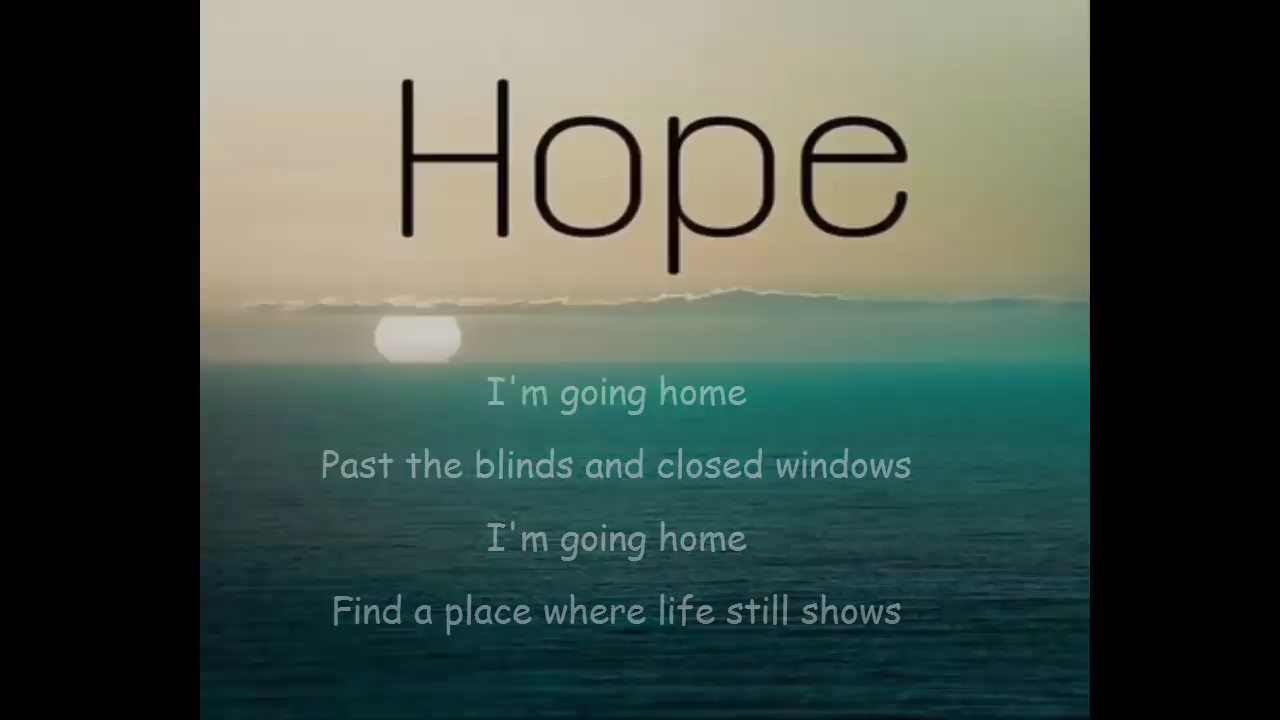 Hope
I'm going home
Past the blinds and closed windows
I'm going home
Find a place where life still shows